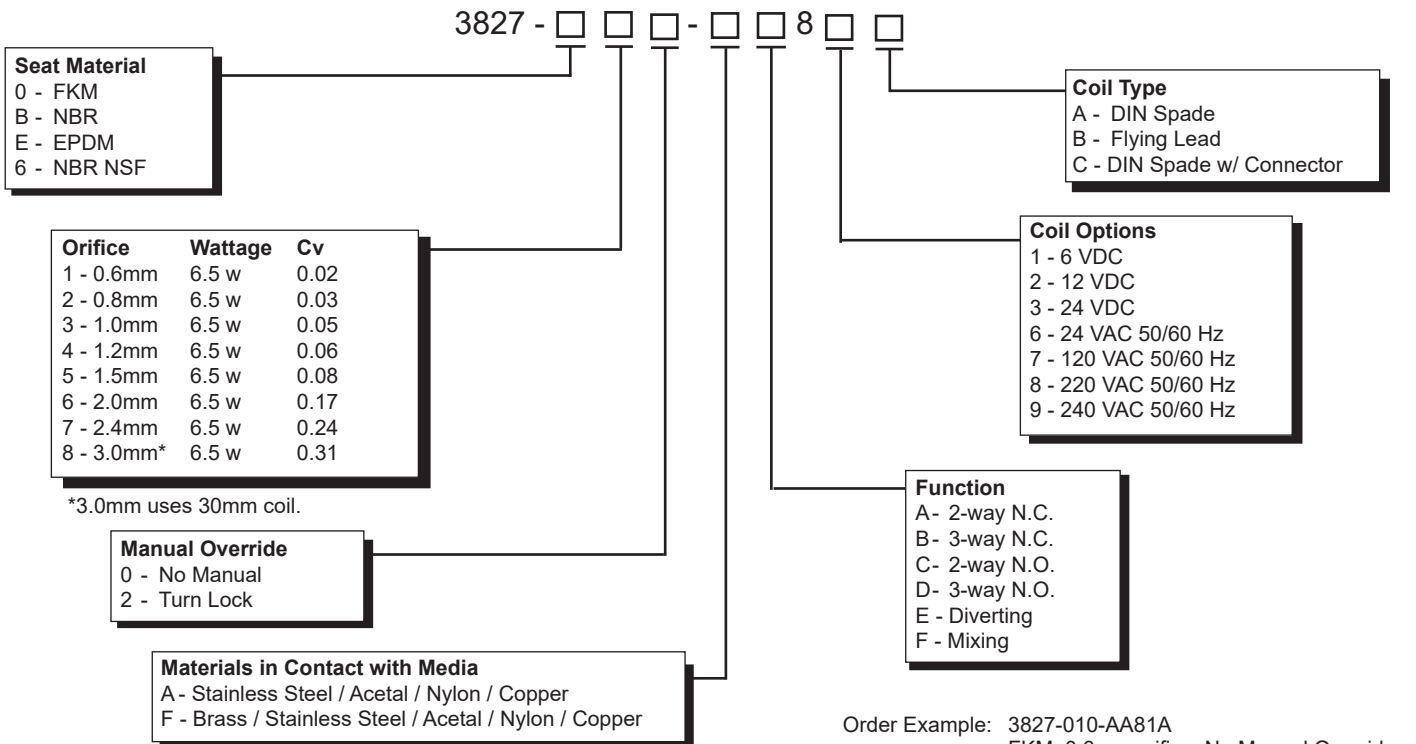 3827 - □ □ □ - □ □ 8 □ □
Seat Material
0 - FKM
B - NBR
E - EPDM
6 - NBR NSF
Coil Type
A - DIN Spade
B - Flying Lead
C - DIN Spade w/ Connector
Orifice Wattage Cv
1 - 0.6mm 6.5 w 0.02
2 - 0.8mm 6.5 w 0.03
3 - 1.0mm 6.5 w 0.05
4 - 1.2mm 6.5 w 0.06
5 - 1.5mm 6.5 w 0.08
6 - 2.0mm 6.5 w 0.17
7 - 2.4mm 6.5 w 0.24
8 - 3.0mm* 6.5 w 0.31
*3.0mm uses 30mm coil.
Coil Options
1 - 6 VDC
2 - 12 VDC
3 - 24 VDC
6 - 24 VAC 50/60 Hz
7 - 120 VAC 50/60 Hz
8 - 220 VAC 50/60 Hz
9 - 240 VAC 50/60 Hz
Manual Override
0 - No Manual
2 - Turn Lock
Function
A - 2-way N.C.
B - 3-way N.C.
C - 2-way N.O.
D - 3-way N.O.
E - Diverting
F - Mixing
Materials in Contact with Media
A - Stainless Steel / Acetal / Nylon / Copper
F - Brass / Stainless Steel / Acetal / Nylon / Copper
Order Example: 3827-010-AA81A